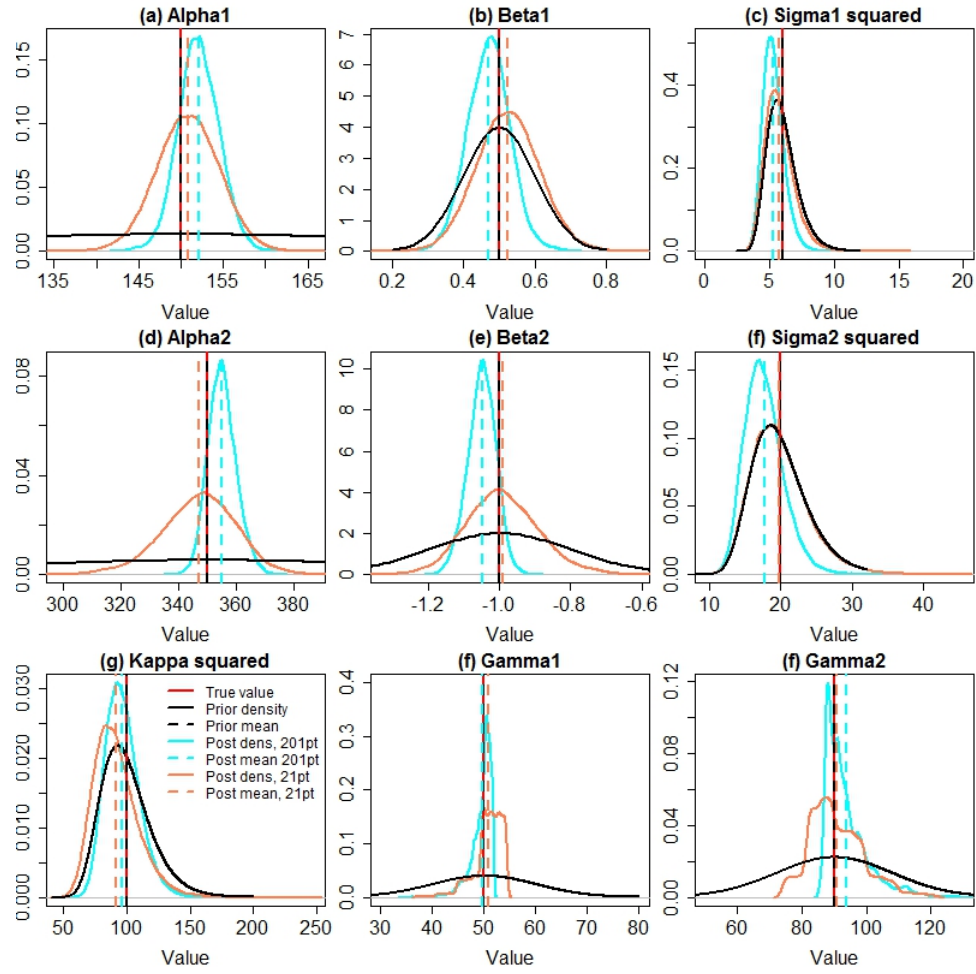 (a) Alpha1
0.00 0.05 0.10 0.15
135 145 155 165
Value
(b) Beta1
0 1 2 3 4 5 6 7
0.2 0.4 0.6 0.8
Value
(c) Sigma1 squared
0.0 0.2 0.4
0 5 10 15 20
Value
(d) Alpha2
0.00 0.04 0.08
300 320 340 360 380
Value
(e) Beta2
0 2 4 6 8 10
-1.2 -1.0 -0.8 -0.6
Value
(f) Sigma2 squared
0.00 0.05 0.10 0.15
10 20 30 40
Value
(g) Kappa squared
0.000 0.010 0.020 0.030
50 100 150 200 250
Value
True value
Prior density
Prior mean
Post dens, 201pt
Post mean 201pt
Post dens, 21pt
Post mean, 21pt
(f) Gamma1
0.0 0.1 0.2 0.3 0.4
30 40 50 60 70 80
Value
(f) Gamma2
0.00 0.04 0.08 0.12
60 80 100 120
Value